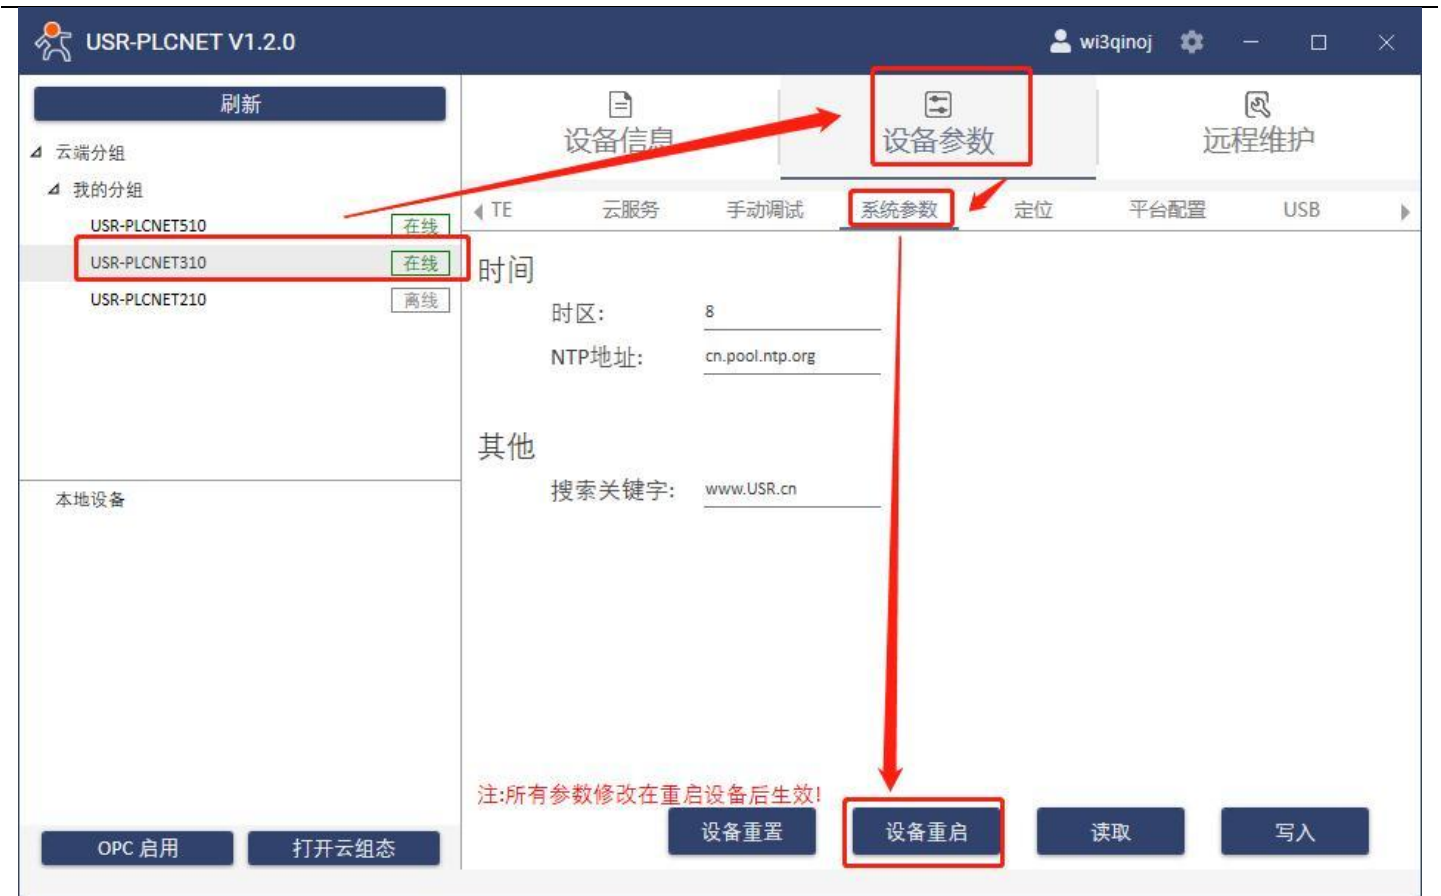 USR-PLCNET V1.2.0
wi3qinoj
刷新
云端分组
我的分组
USR-PLCNET510 在线
USR-PLCNET310 在线
USR-PLCNET210 离线
本地设备
OPC 启用
打开云组态
设备信息
设备参数
远程维护
TE 云服务 手动调试 系统参数 定位 平台配置 USB
时间
时区: 8
NTP地址: cn.pool.ntp.org
其他
搜索关键字: www.USR.cn
注:所有参数修改在重启设备后生效!
设备重置 设备重启 读取 写入